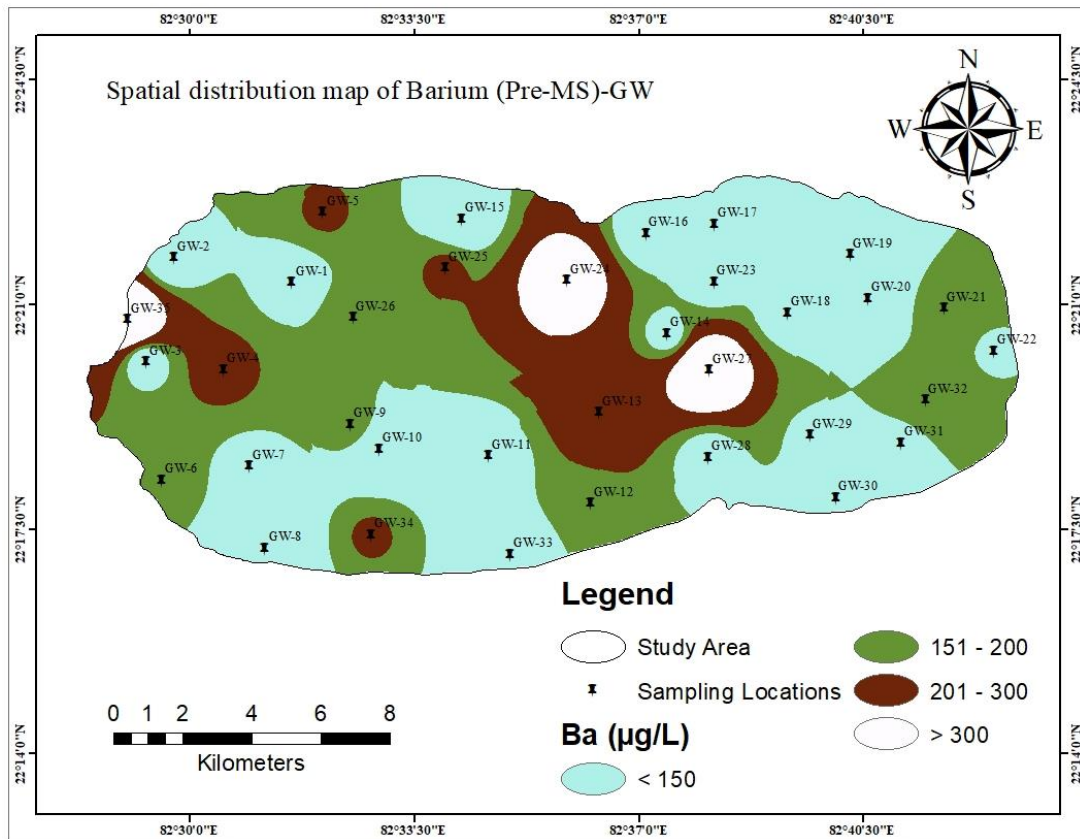 82°30'0"E 82°33'30"E 82°37'0"E 82°40'30"E
22°24'30"N 22°24'30"N
Spatial distribution map of Barium (Pre-MS)-GW
N
W E
S
GW-5
GW-15
GW-17
GW-16
GW-2
GW-19
GW-25
GW-24
GW-1
GW-23
GW-20
22°21'0"N 22°21'0"N
GW-26
GW-18
GW-21
GW-35
GW-14
GW-22
GW-3
GW-4
GW-27
GW-32
GW-13
GW-9
GW-29
GW-10
GW-31
GW-11
GW-28
GW-7
GW-6
GW-12
GW-30
22°17'30"N 22°17'30"N
GW-34
GW-8
GW-33
Legend
Study Area
151 - 200
Sampling Locations
201 - 300
Ba (µg/L)
> 300
< 150
0 1 2 4 6 8
Kilometers
22°14'0"N 22°14'0"N
82°30'0"E 82°33'30"E 82°37'0"E 82°40'30"E